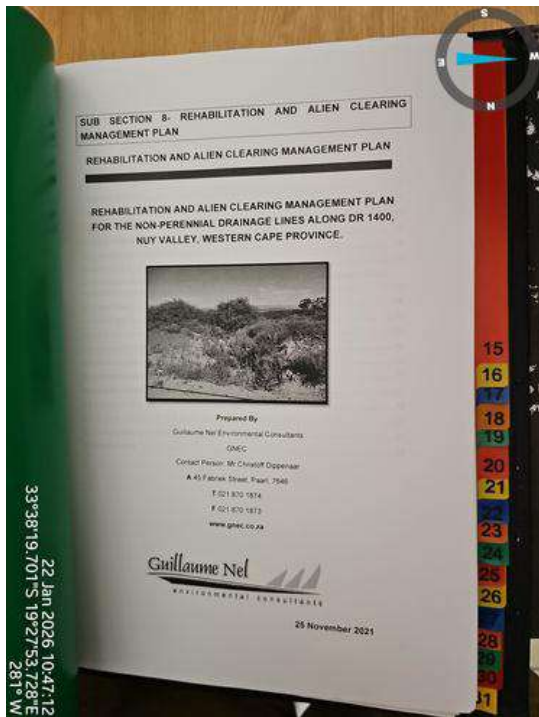 SUB SECTION 8- REHABILITATION AND ALIEN CLEARING
MANAGEMENT PLAN
REHABILITATION AND ALIEN CLEARING MANAGEMENT PLAN
REHABILITATION AND ALIEN CLEARING MANAGEMENT PLAN
FOR THE NON-PERENNIAL DRAINAGE LINES ALONG DR 1400,
NUY VALLEY, WESTERN CAPE PROVINCE.
Prepared By
Guillaume Nel Environmental Consultants
GNEC
Contact Person: Mr Christoff Dippenaar
A 45 Fabriek Street, Paarl, 7646
T 021 870 1874
F 021 870 1873
www.gnec.co.za
Guillaume Nel
environmental consultants
25 November 2021
15
16
17
18
19
20
21
22
23
24
25
26
27
28
29
30
31
S
E
W
N
22 Jan 2026 10:47:12
33°38'19.701"S 19°27'53.728"E
281° W